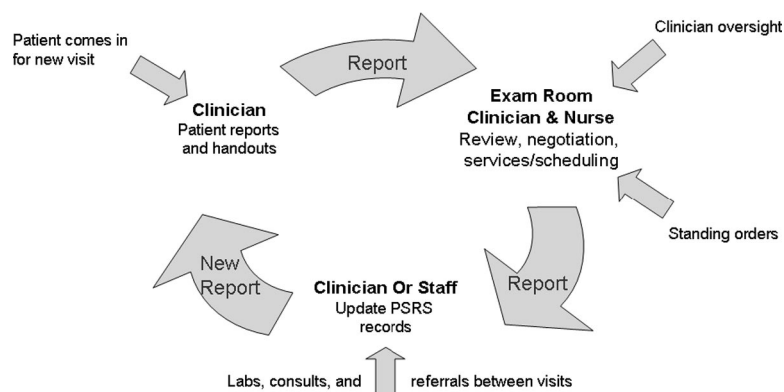 Patient comes in
for new visit
Clinician
Patient reports
and handouts
Report
Clinician oversight
Exam Room
Clinician & Nurse
Review, negotiation,
services/scheduling
Standing orders
Report
Clinician Or Staff
Update PSRS
records
New
Report
Labs, consults, and referrals between visits